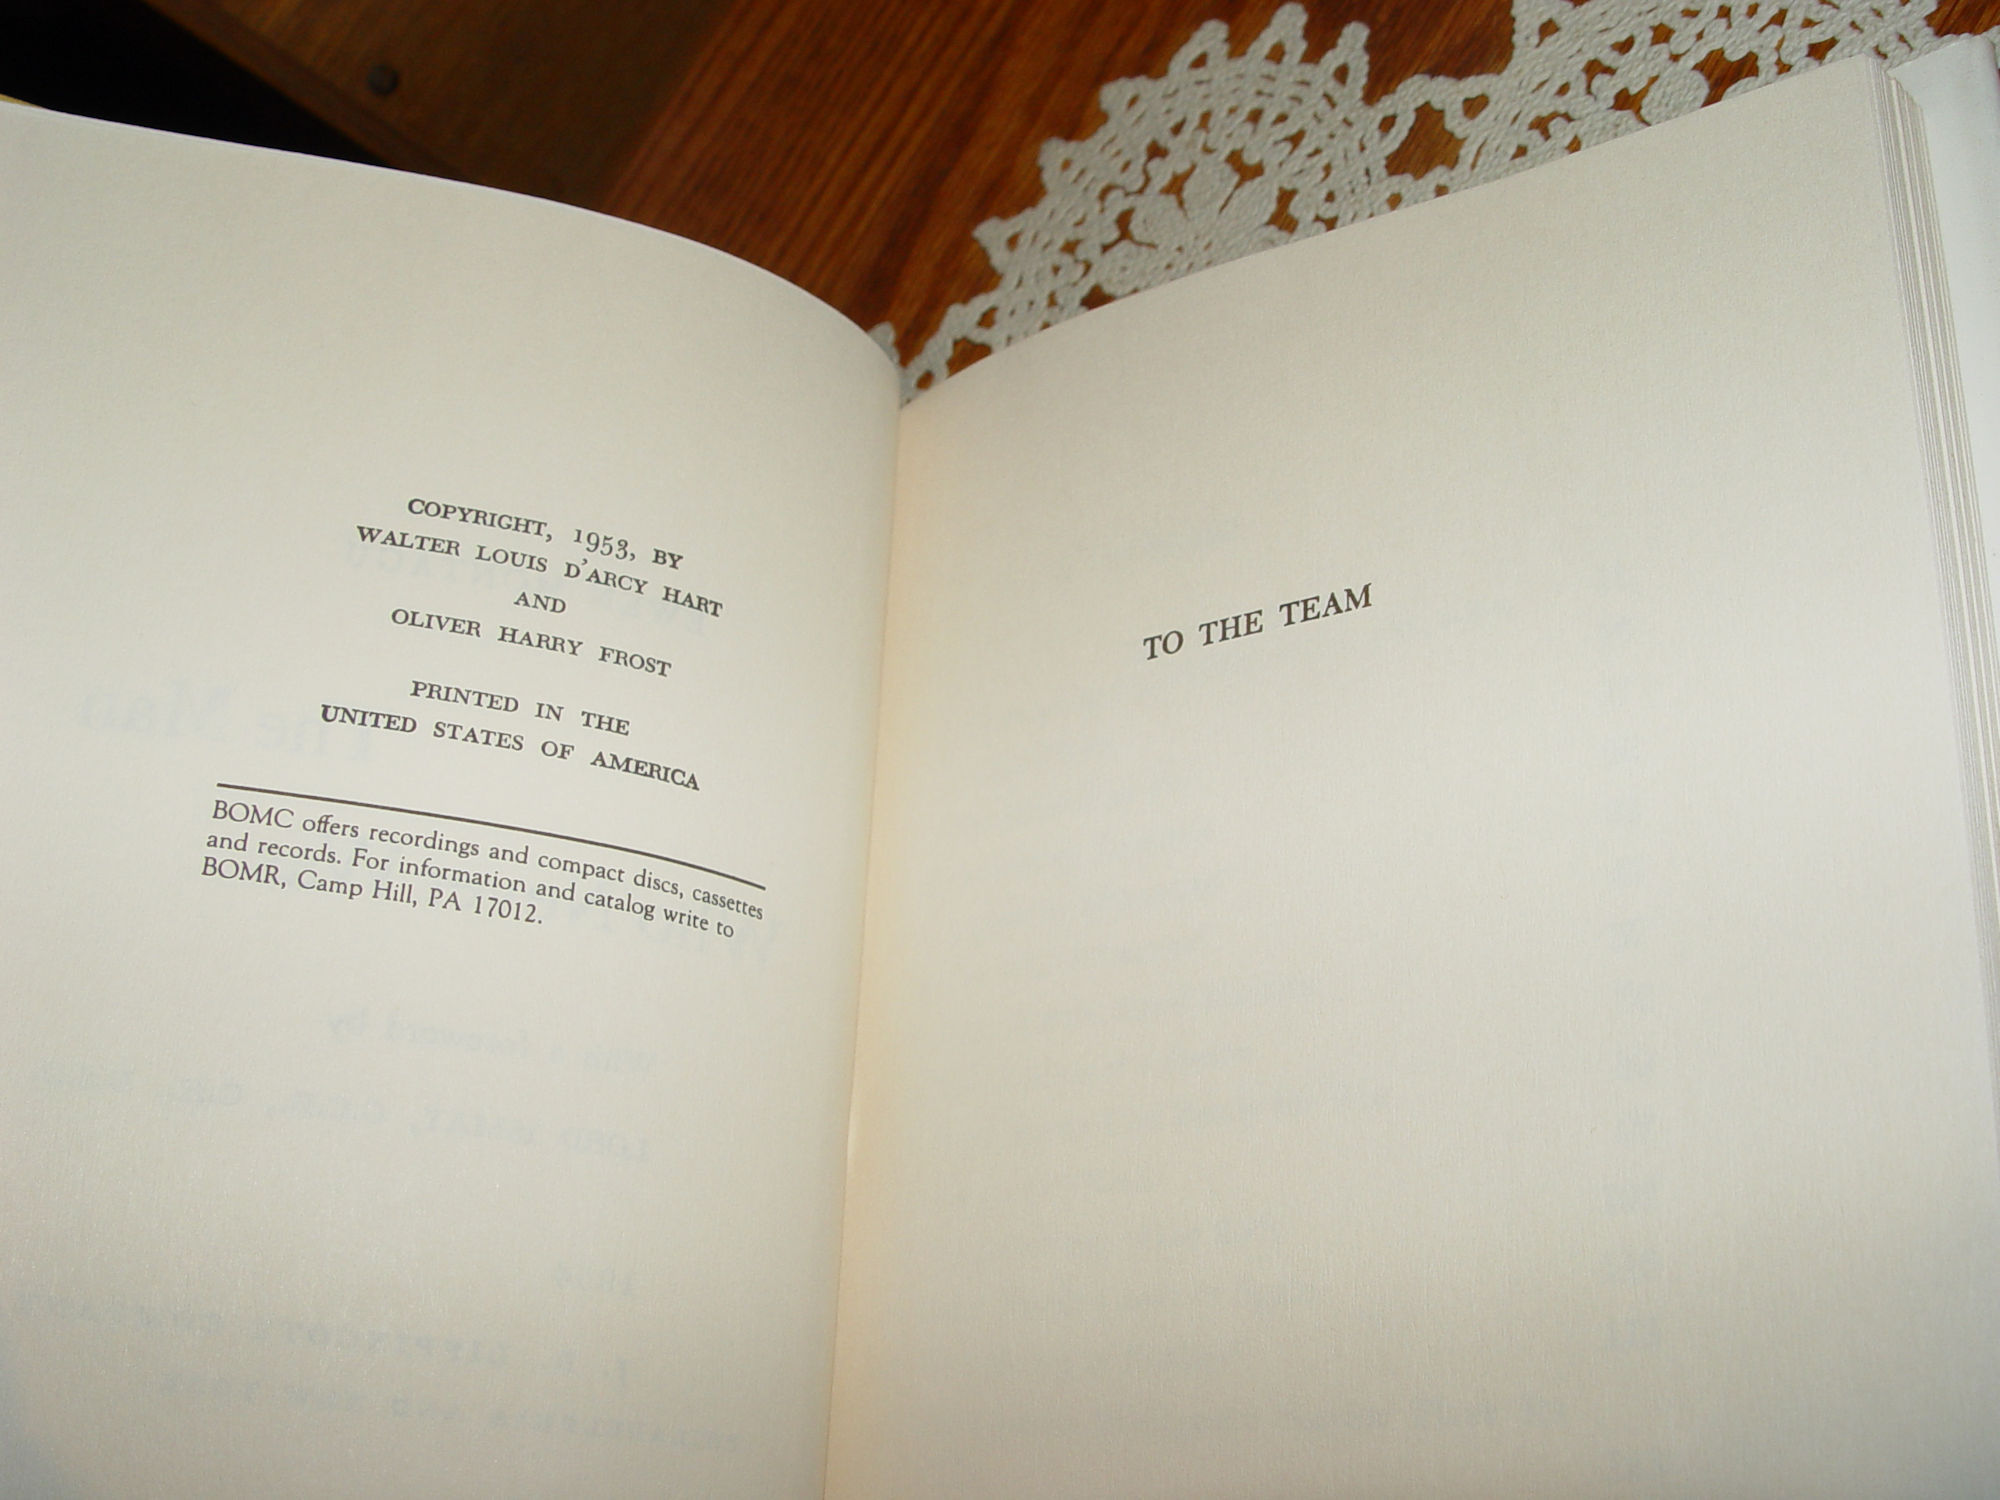 COPYRIGHT, 1953, BY
WALTER LOUIS D'ARCY HART
AND
OLIVER HARRY FROST
PRINTED IN THE
UNITED STATES OF AMERICA
BOMC offers recordings and compact discs, cassettes
and records. For information and catalog write to
BOMR, Camp Hill, PA 17012.
TO THE TEAM